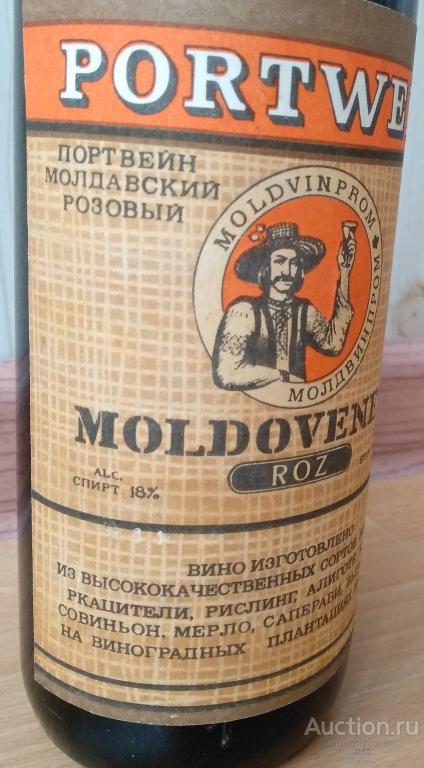 PORTWE
ПОРТВЕЙН
МОЛДАВСКИЙ
РОЗОВЫЙ
MOLDVINPROM
МОЛДВИНПРОМ
MOLDOVENE
ROZ
ALC.
СПИРТ 18%
ВИНО ИЗГОТОВЛЕНО
ИЗ ВЫСОКОКАЧЕСТВЕННЫХ СОРТОВ
РКАЦИТЕЛИ, РИСЛИНГ, АЛИГОТЕ
СОВИНЬОН, МЕРЛО, САПЕРАВИ,
НА ВИНОГРАДНЫХ ПЛАНТАЦИЯХ
Auction.ru